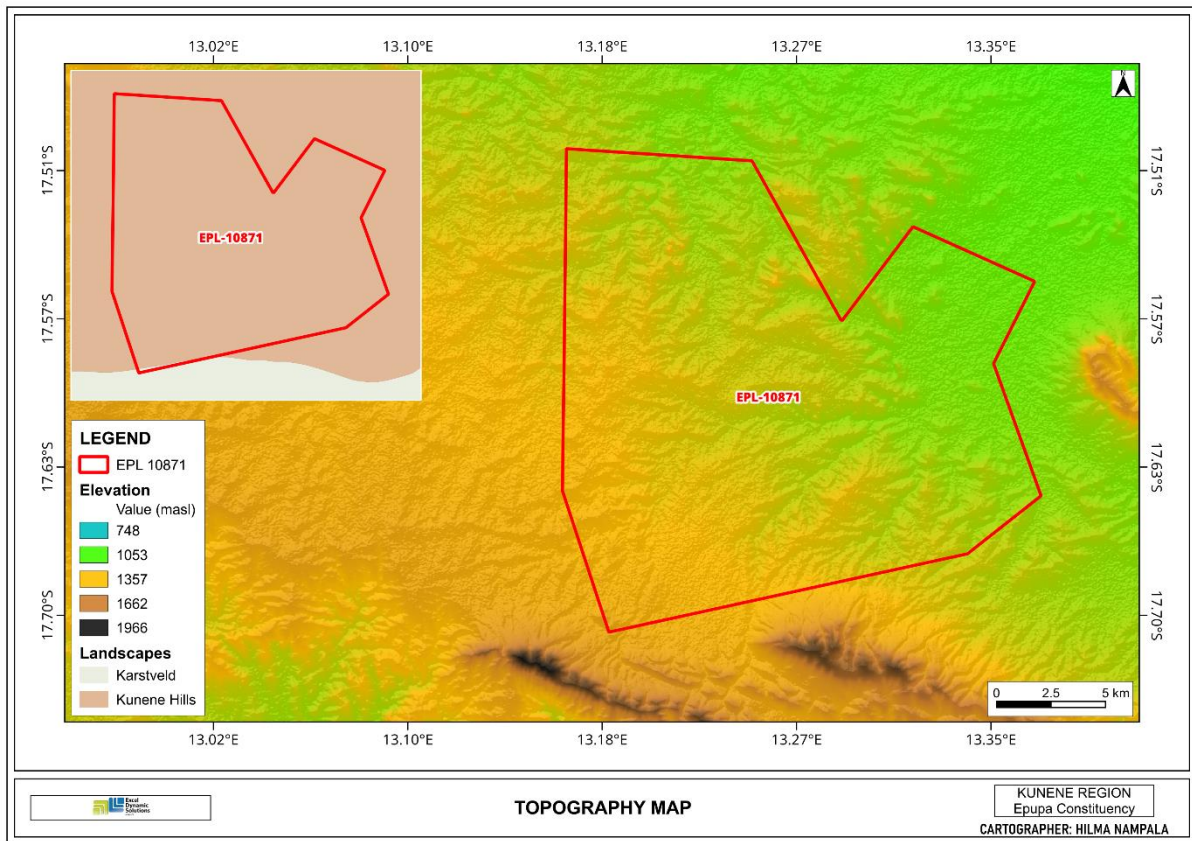 13.02°E 13.10°E 13.18°E 13.27°E 13.35°E
N
17.51°S 17.51°S
EPL-10871
17.57°S 17.57°S
EPL-10871
LEGEND
EPL 10871
17.63°S 17.63°S
Elevation
Value (masl)
748
1053
1357
1662
1966
17.70°S 17.70°S
Landscapes
Karstveld
Kunene Hills
0 2.5 5 km
13.02°E 13.10°E 13.18°E 13.27°E 13.35°E
Excel
Dynamic
Solutions
TOPOGRAPHY MAP
KUNENE REGION
Epupa Constituency
CARTOGRAPHER: HILMA NAMPALA